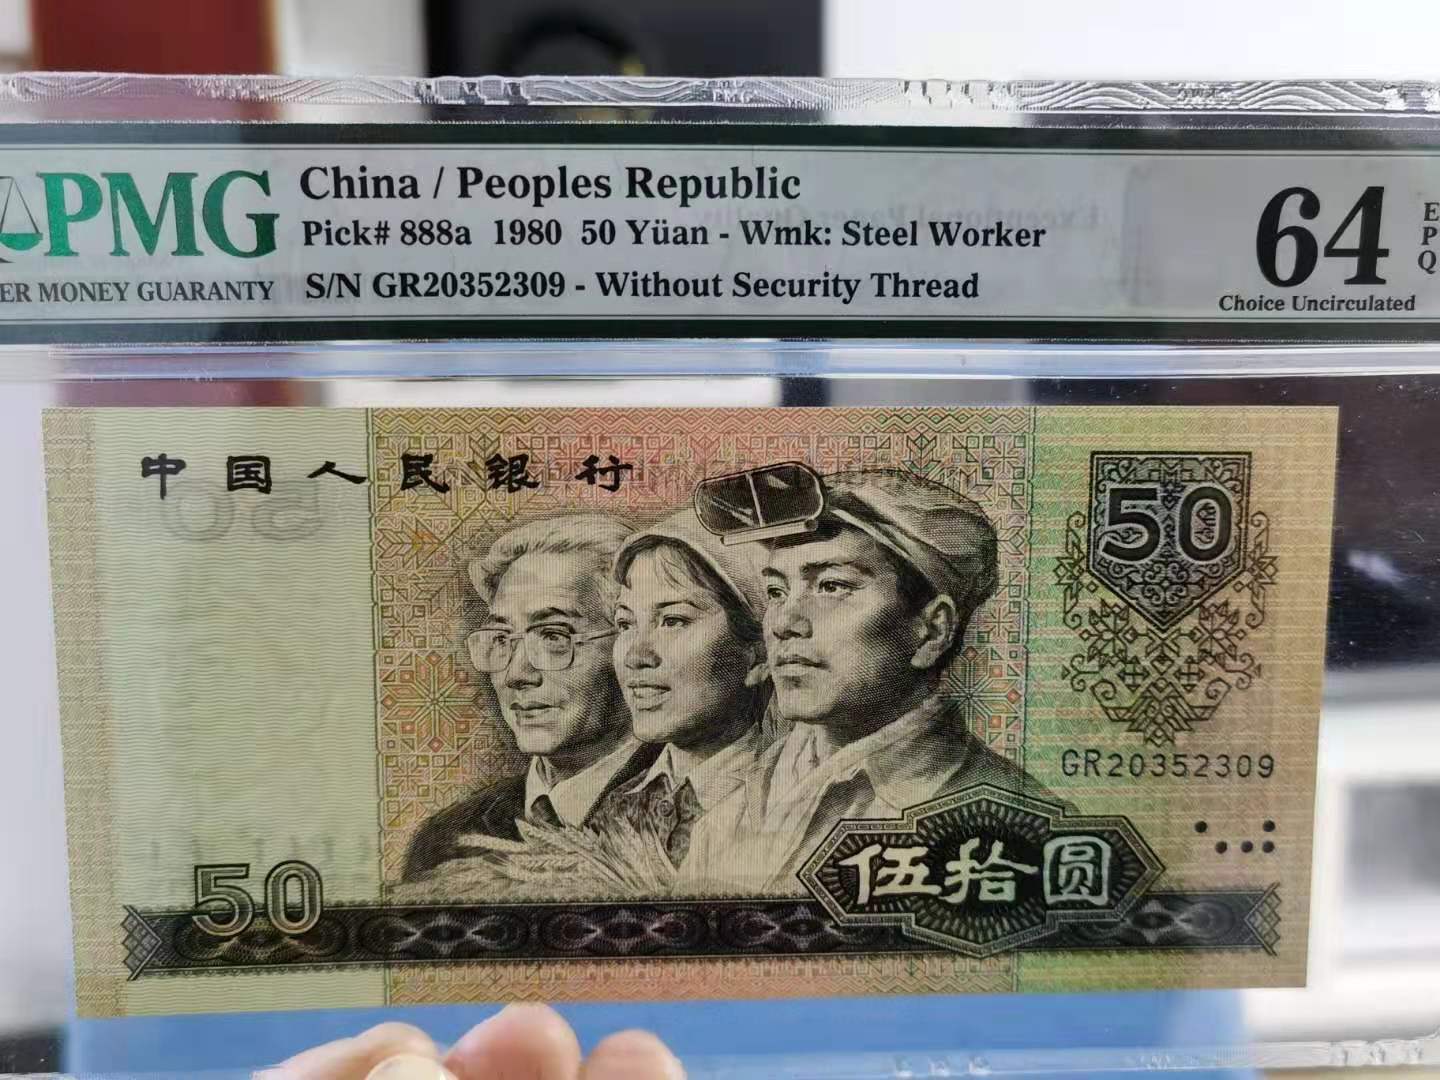 PMG
ER MONEY GUARANTY
China / Peoples Republic
Pick# 888a 1980 50 Yüan - Wmk: Steel Worker
S/N GR20352309 - Without Security Thread
64
EPQ
Choice Uncirculated
中国人民银行
50
GR20352309
50
伍拾圆